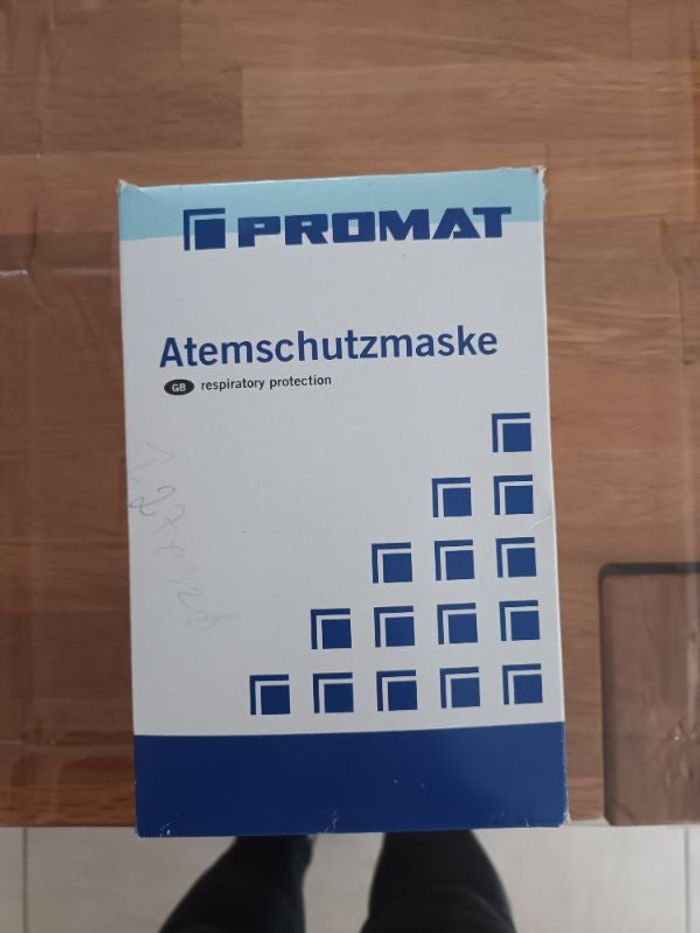 PROMAT
Atemschutzmaske
GB respiratory protection